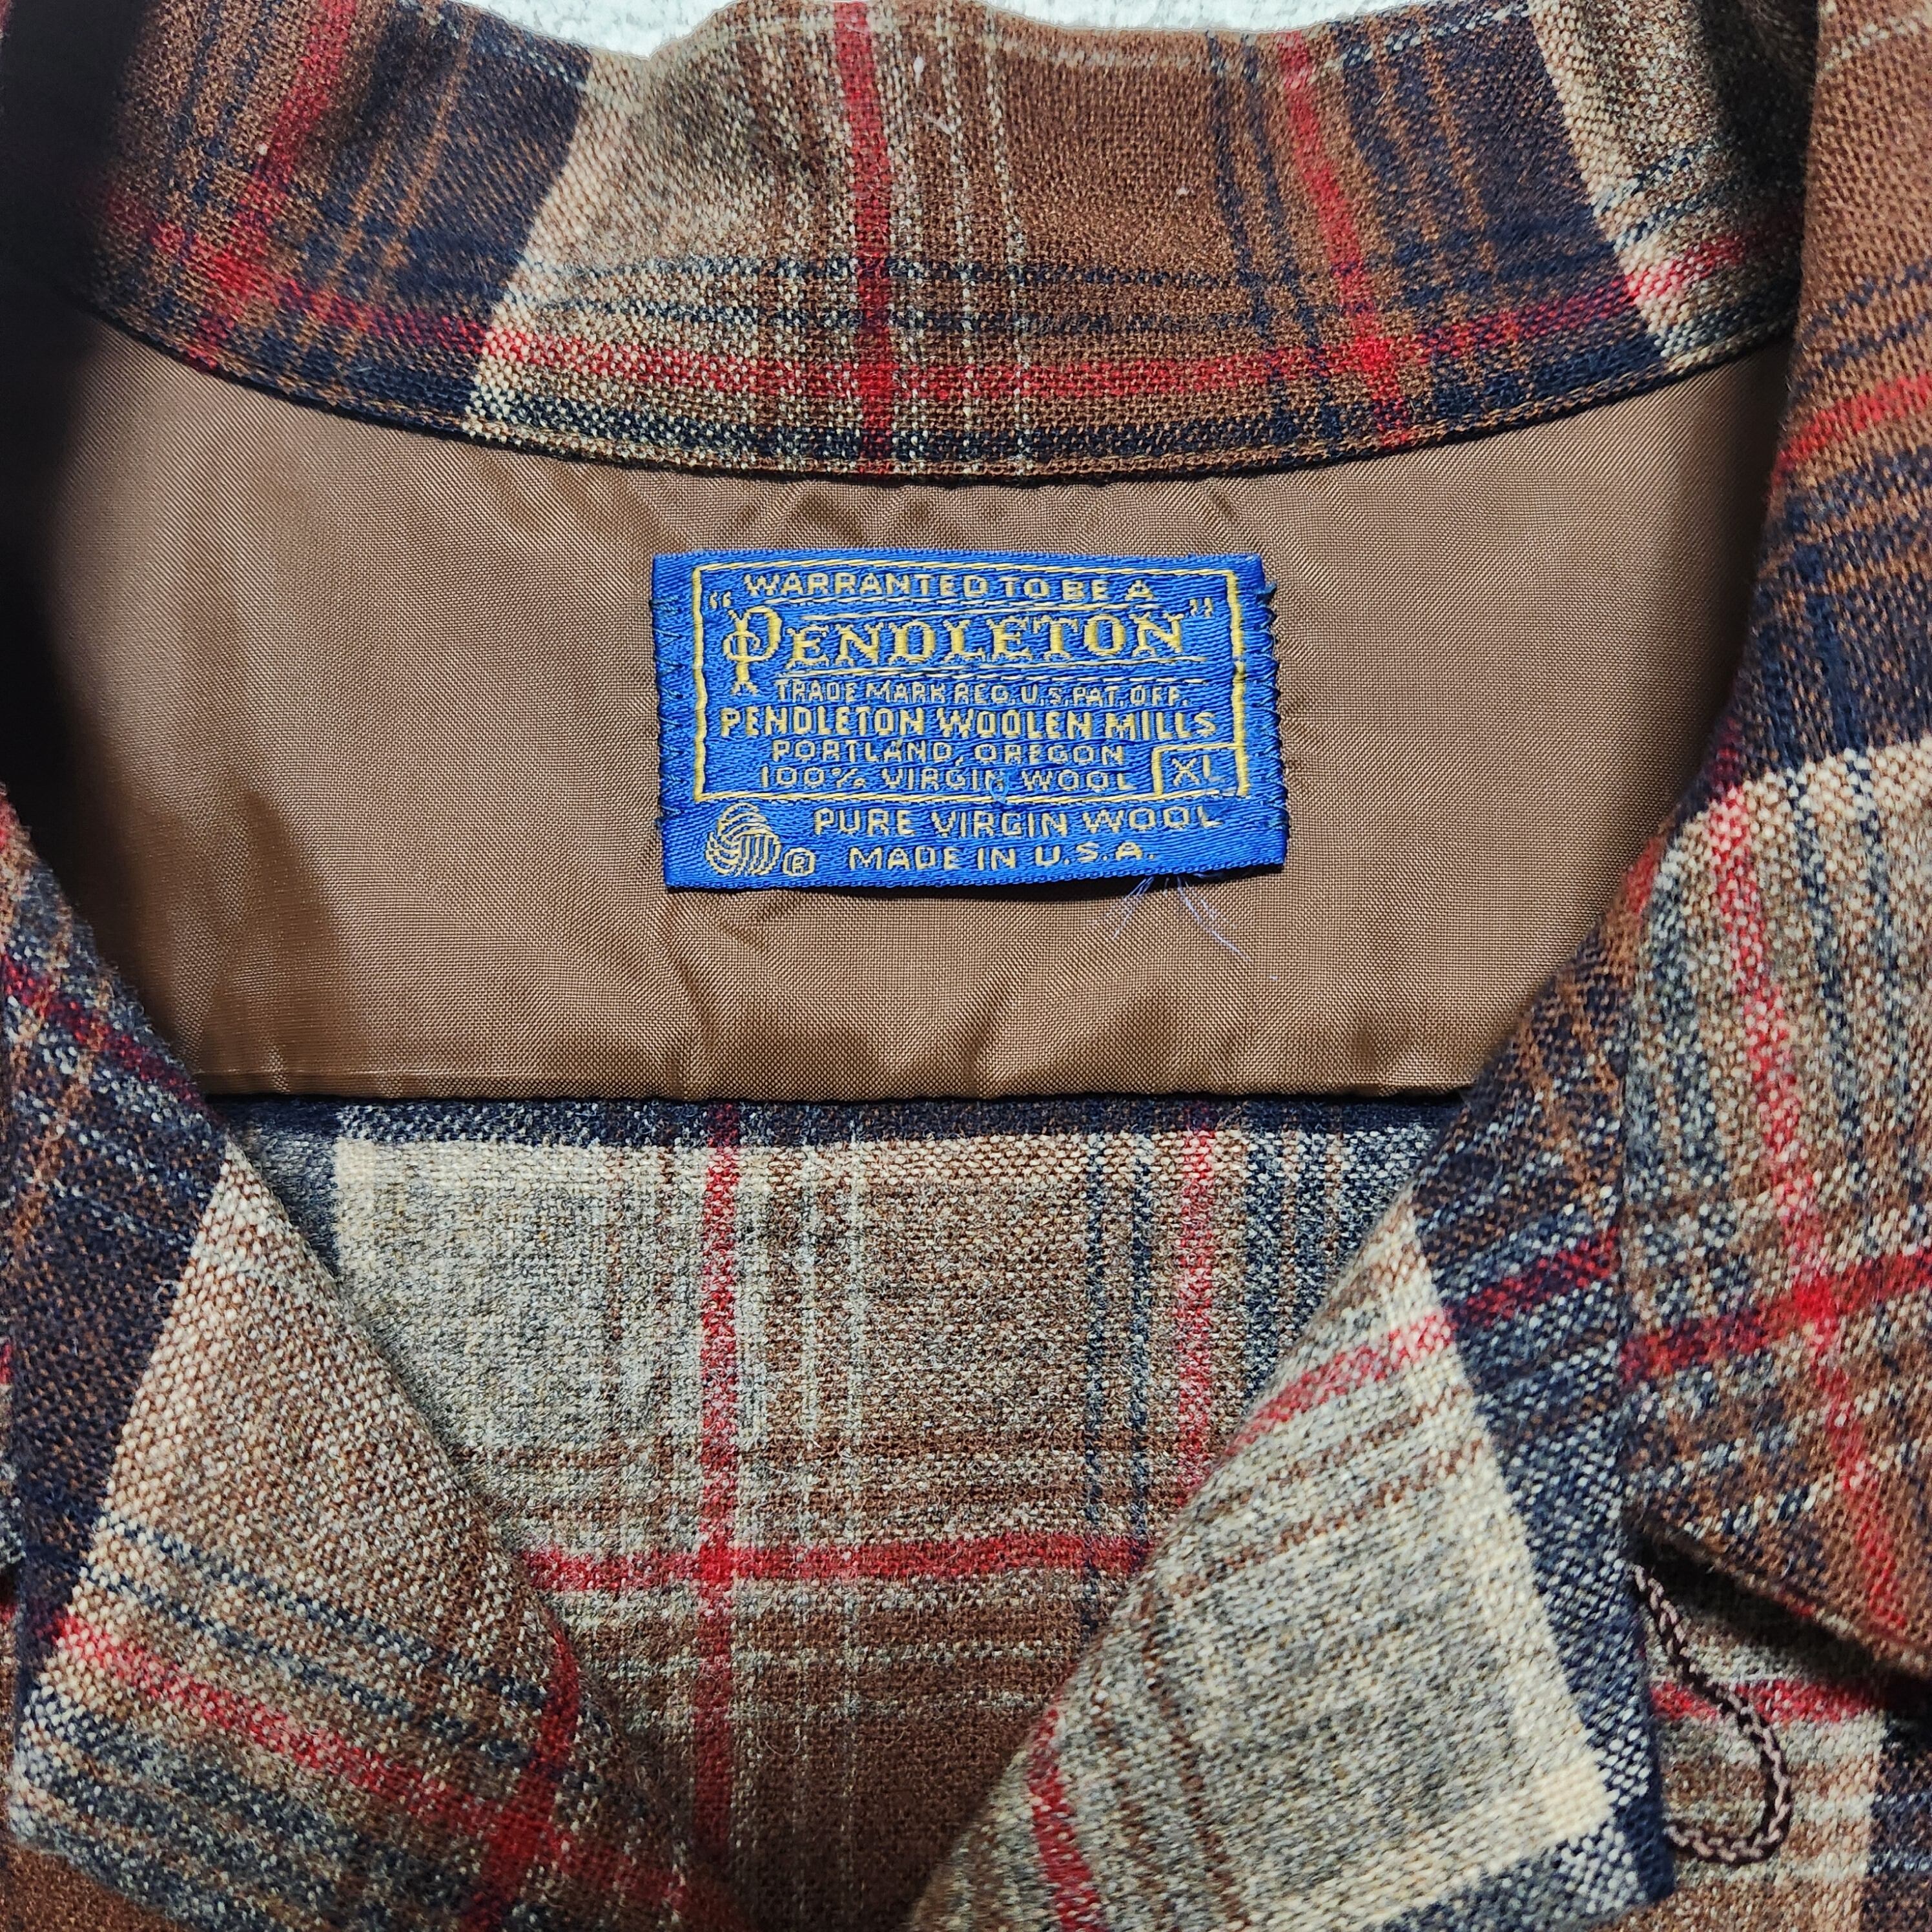 WARRANTED TO BE A
"PENDLETON"
TRADE MARK REG. U.S. PAT. OFF.
PENDLETON WOOLEN MILLS
PORTLAND, OREGON
100% VIRGIN WOOL XL
PURE VIRGIN WOOL
® MADE IN U.S.A.